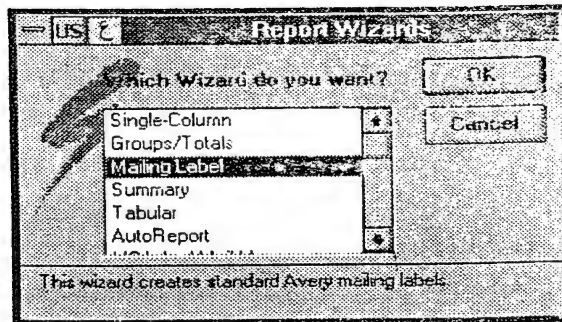 US ع Report Wizards
Which Wizard do you want?
OK
Single-Column
Groups/Totals
Cancel
Mailing Label
Summary
Tabular
AutoReport
This wizard creates standard Avery mailing labels.